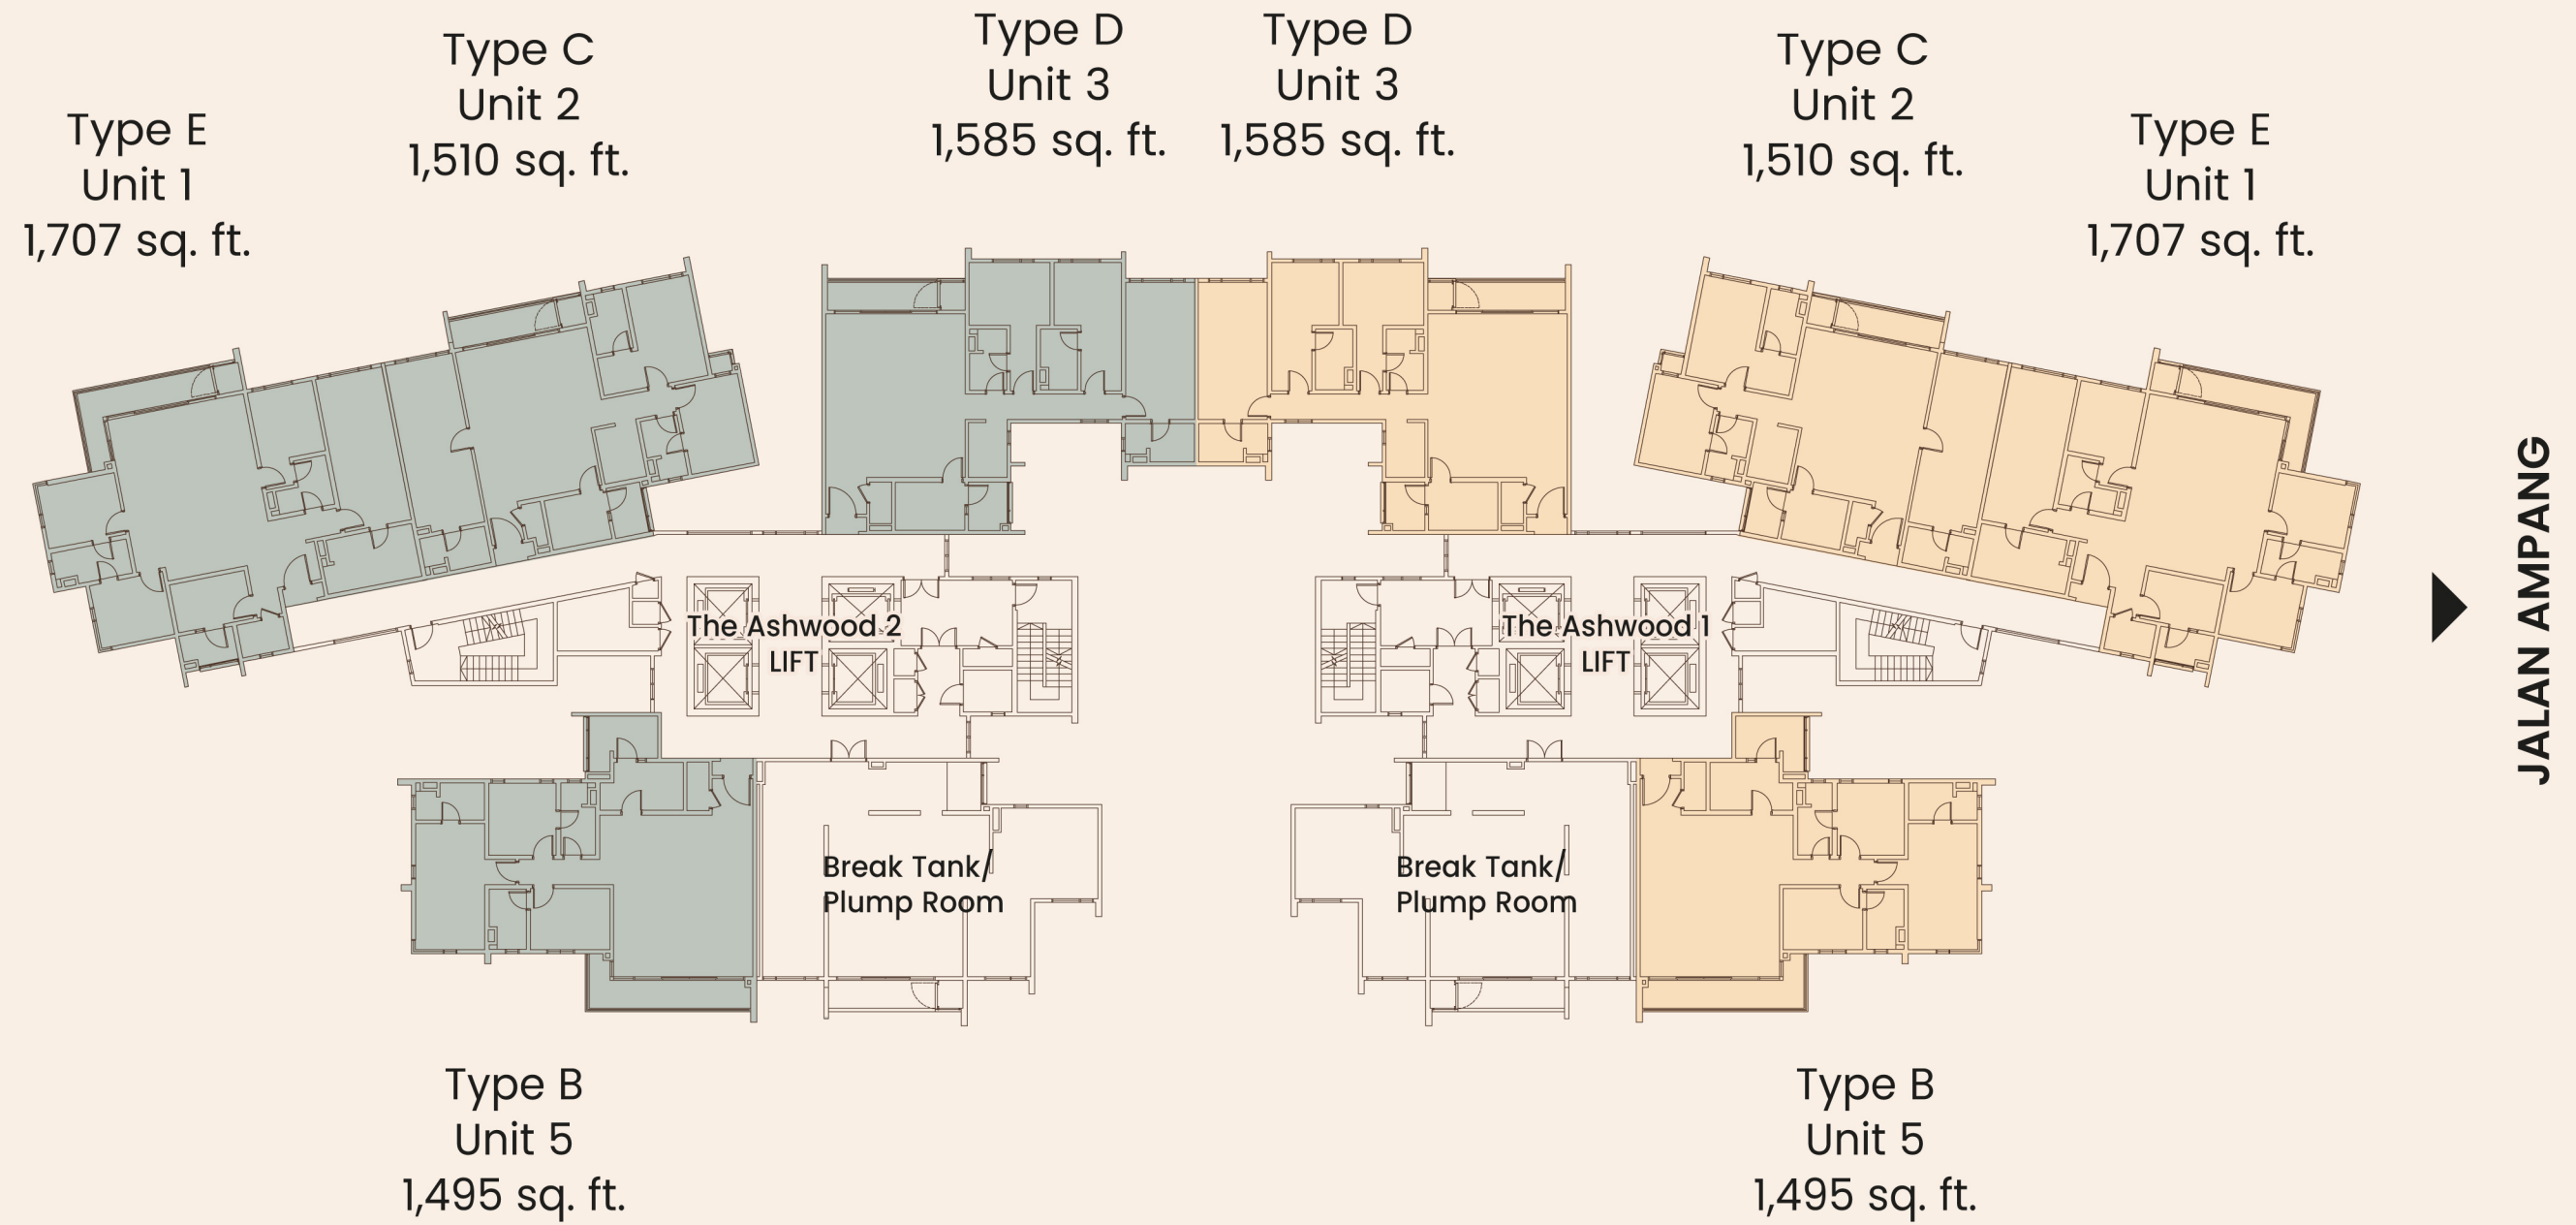 Type E
Unit 1
1,707 sq. ft.
Type C
Unit 2
1,510 sq. ft.
Type D
Unit 3
1,585 sq. ft.
Type D
Unit 3
1,585 sq. ft.
Type C
Unit 2
1,510 sq. ft.
Type E
Unit 1
1,707 sq. ft.
The Ashwood 2
LIFT
The Ashwood 1
LIFT
JALAN AMPANG
Break Tank/
Plump Room
Break Tank/
Plump Room
Type B
Unit 5
1,495 sq. ft.
Type B
Unit 5
1,495 sq. ft.